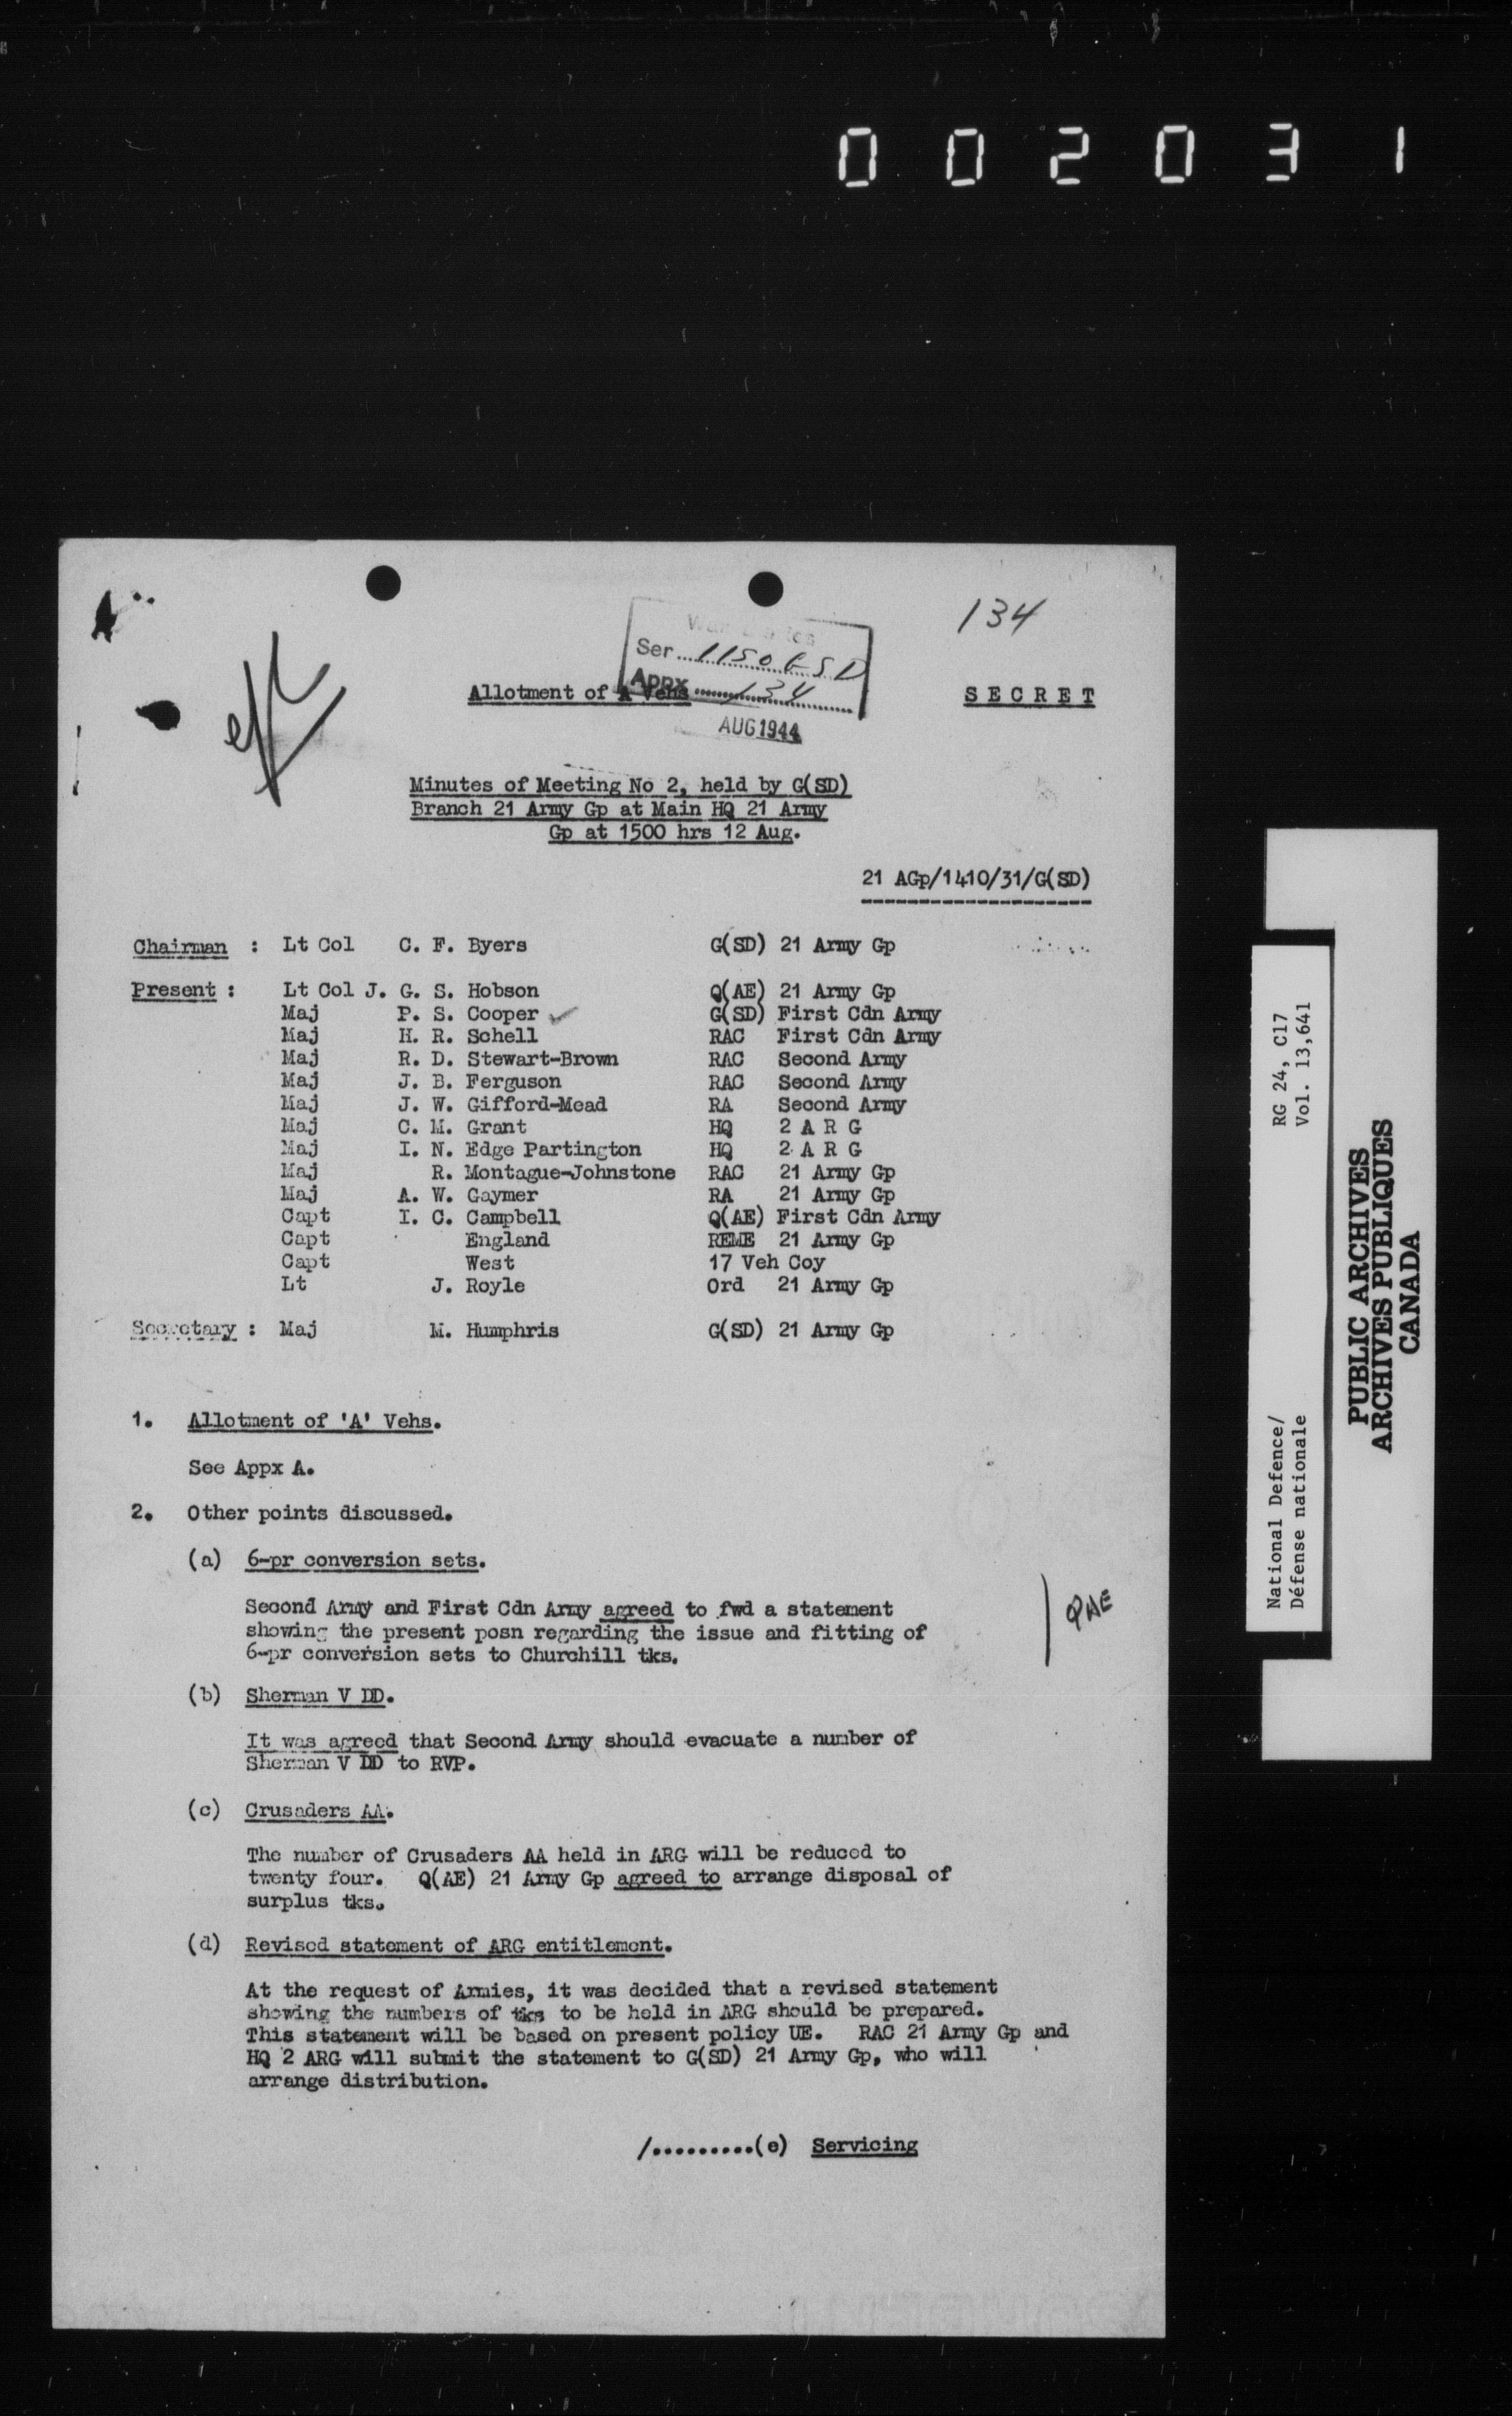 002031
134
War Diaries
Ser 1150 GSD
Appx 134
AUG 1944
Allotment of A Vehs
SECRET
Minutes of Meeting No 2, held by G(SD)
Branch 21 Army Gp at Main HQ 21 Army
Gp at 1500 hrs 12 Aug.
21 AGp/1410/31/G(SD)
Chairman : Lt Col C. F. Byers G(SD) 21 Army Gp
Present : Lt Col J. G. S. Hobson Q(AE) 21 Army Gp
Maj P. S. Cooper G(SD) First Cdn Army
Maj H. R. Schell RAC First Cdn Army
Maj R. D. Stewart-Brown RAC Second Army
Maj J. B. Ferguson RAC Second Army
Maj J. W. Gifford-Mead RA Second Army
Maj C. M. Grant HQ 2 A R G
Maj I. N. Edge Partington HQ 2 A R G
Maj R. Montague-Johnstone RAC 21 Army Gp
Maj A. W. Gaymer RA 21 Army Gp
Capt I. C. Campbell Q(AE) First Cdn Army
Capt England REME 21 Army Gp
Capt West 17 Veh Coy
Lt J. Royle Ord 21 Army Gp
Secretary : Maj M. Humphris G(SD) 21 Army Gp
1. Allotment of 'A' Vehs.
See Appx A.
2. Other points discussed.
(a) 6-pr conversion sets.
Second Army and First Cdn Army agreed to fwd a statement
showing the present posn regarding the issue and fitting of
6-pr conversion sets to Churchill tks.
QAE
(b) Sherman V DD.
It was agreed that Second Army should evacuate a number of
Sherman V DD to RVP.
(c) Crusaders AA.
The number of Crusaders AA held in ARG will be reduced to
twenty four. Q(AE) 21 Army Gp agreed to arrange disposal of
surplus tks.
(d) Revised statement of ARG entitlement.
At the request of Armies, it was decided that a revised statement
showing the numbers of tks to be held in ARG should be prepared.
This statement will be based on present policy UE. RAC 21 Army Gp and
HQ 2 ARG will submit the statement to G(SD) 21 Army Gp, who will
arrange distribution.
/..........(e) Servicing
National Defence/ RG 24, C17
Défense nationale Vol. 13,641
PUBLIC ARCHIVES
ARCHIVES PUBLIQUES
CANADA